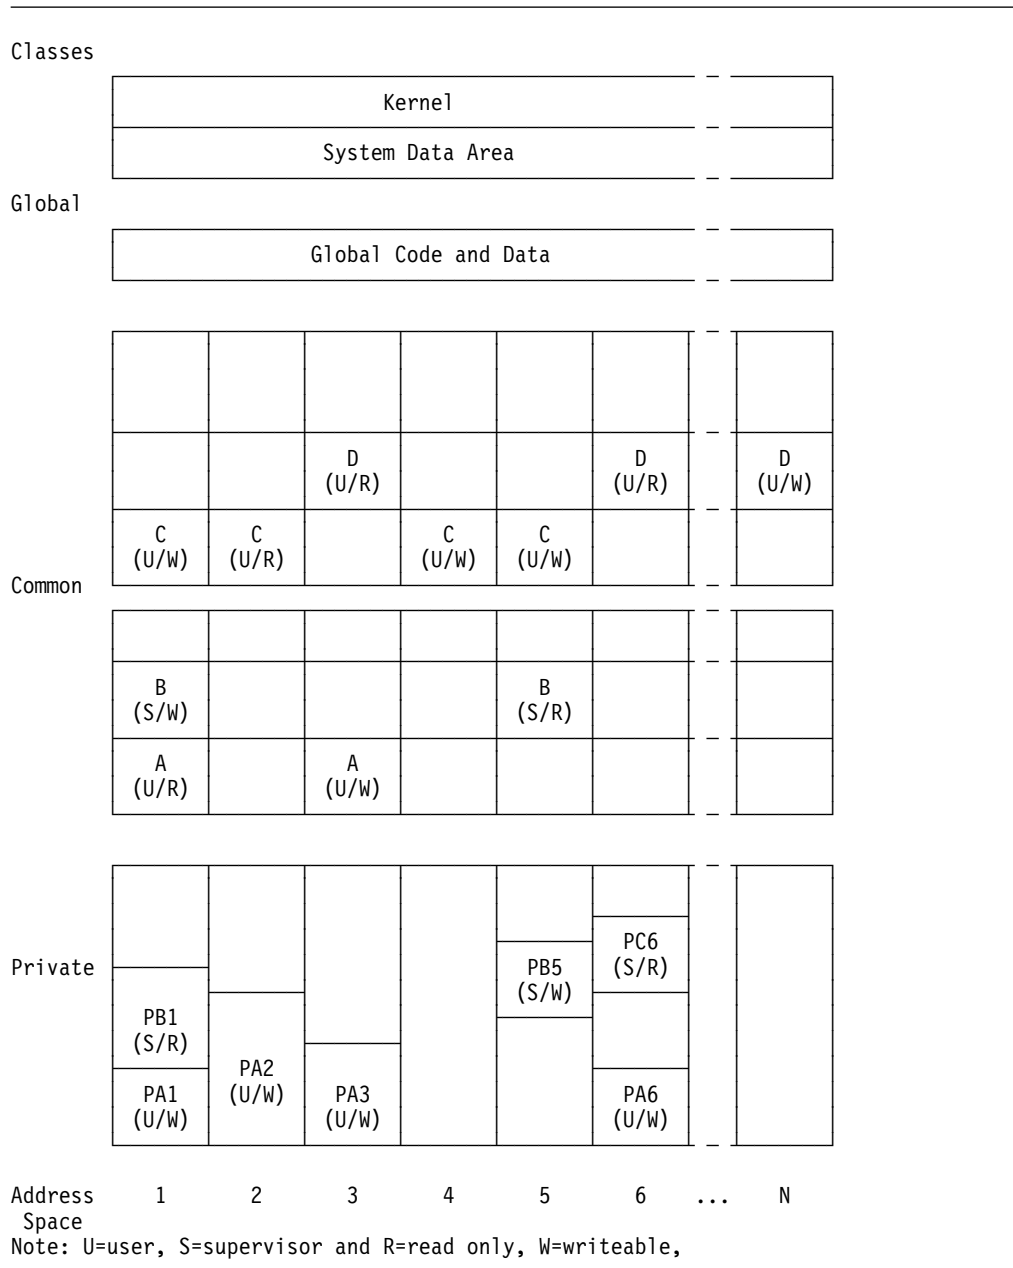 Classes
Kernel
System Data Area
Global
Global Code and Data
D D D
(U/R) (U/R) (U/W)
C C C C
(U/W) (U/R) (U/W) (U/W)
Common
B B
(S/W) (S/R)
A A
(U/R) (U/W)
PC6
Private PB5 (S/R)
(S/W)
PB1
(S/R)
PA2
PA1 (U/W) PA3 PA6
(U/W) (U/W) (U/W)
Address 1 2 3 4 5 6 ... N
Space
Note: U=user, S=supervisor and R=read only, W=writeable,